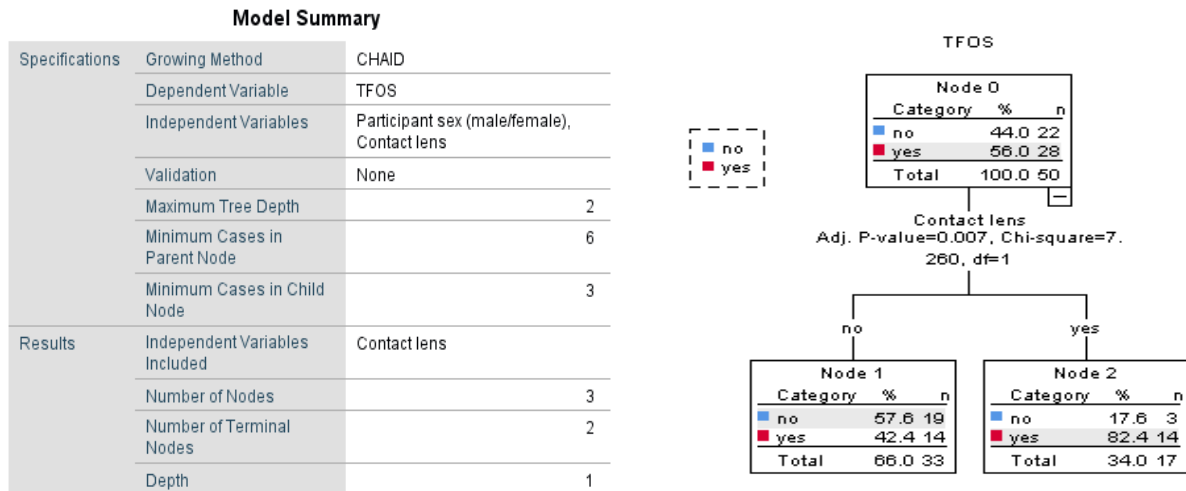 Model Summary
Specifications Growing Method CHAID
Dependent Variable TFOS
Independent Variables Participant sex (male/female),
Contact lens
Validation None
Maximum Tree Depth 2
Minimum Cases in
Parent Node 6
Minimum Cases in Child
Node 3
Results Independent Variables
Included Contact lens
Number of Nodes 3
Number of Terminal
Nodes 2
Depth 1
TFOS
no
yes
Node 0
Category % n
no 44.0 22
yes 56.0 28
Total 100.0 50
Contact lens
Adj. P-value=0.007, Chi-square=7.
260, df=1
no
yes
Node 1
Category % n
no 57.6 19
yes 42.4 14
Total 66.0 33
Node 2
Category % n
no 17.6 3
yes 82.4 14
Total 34.0 17